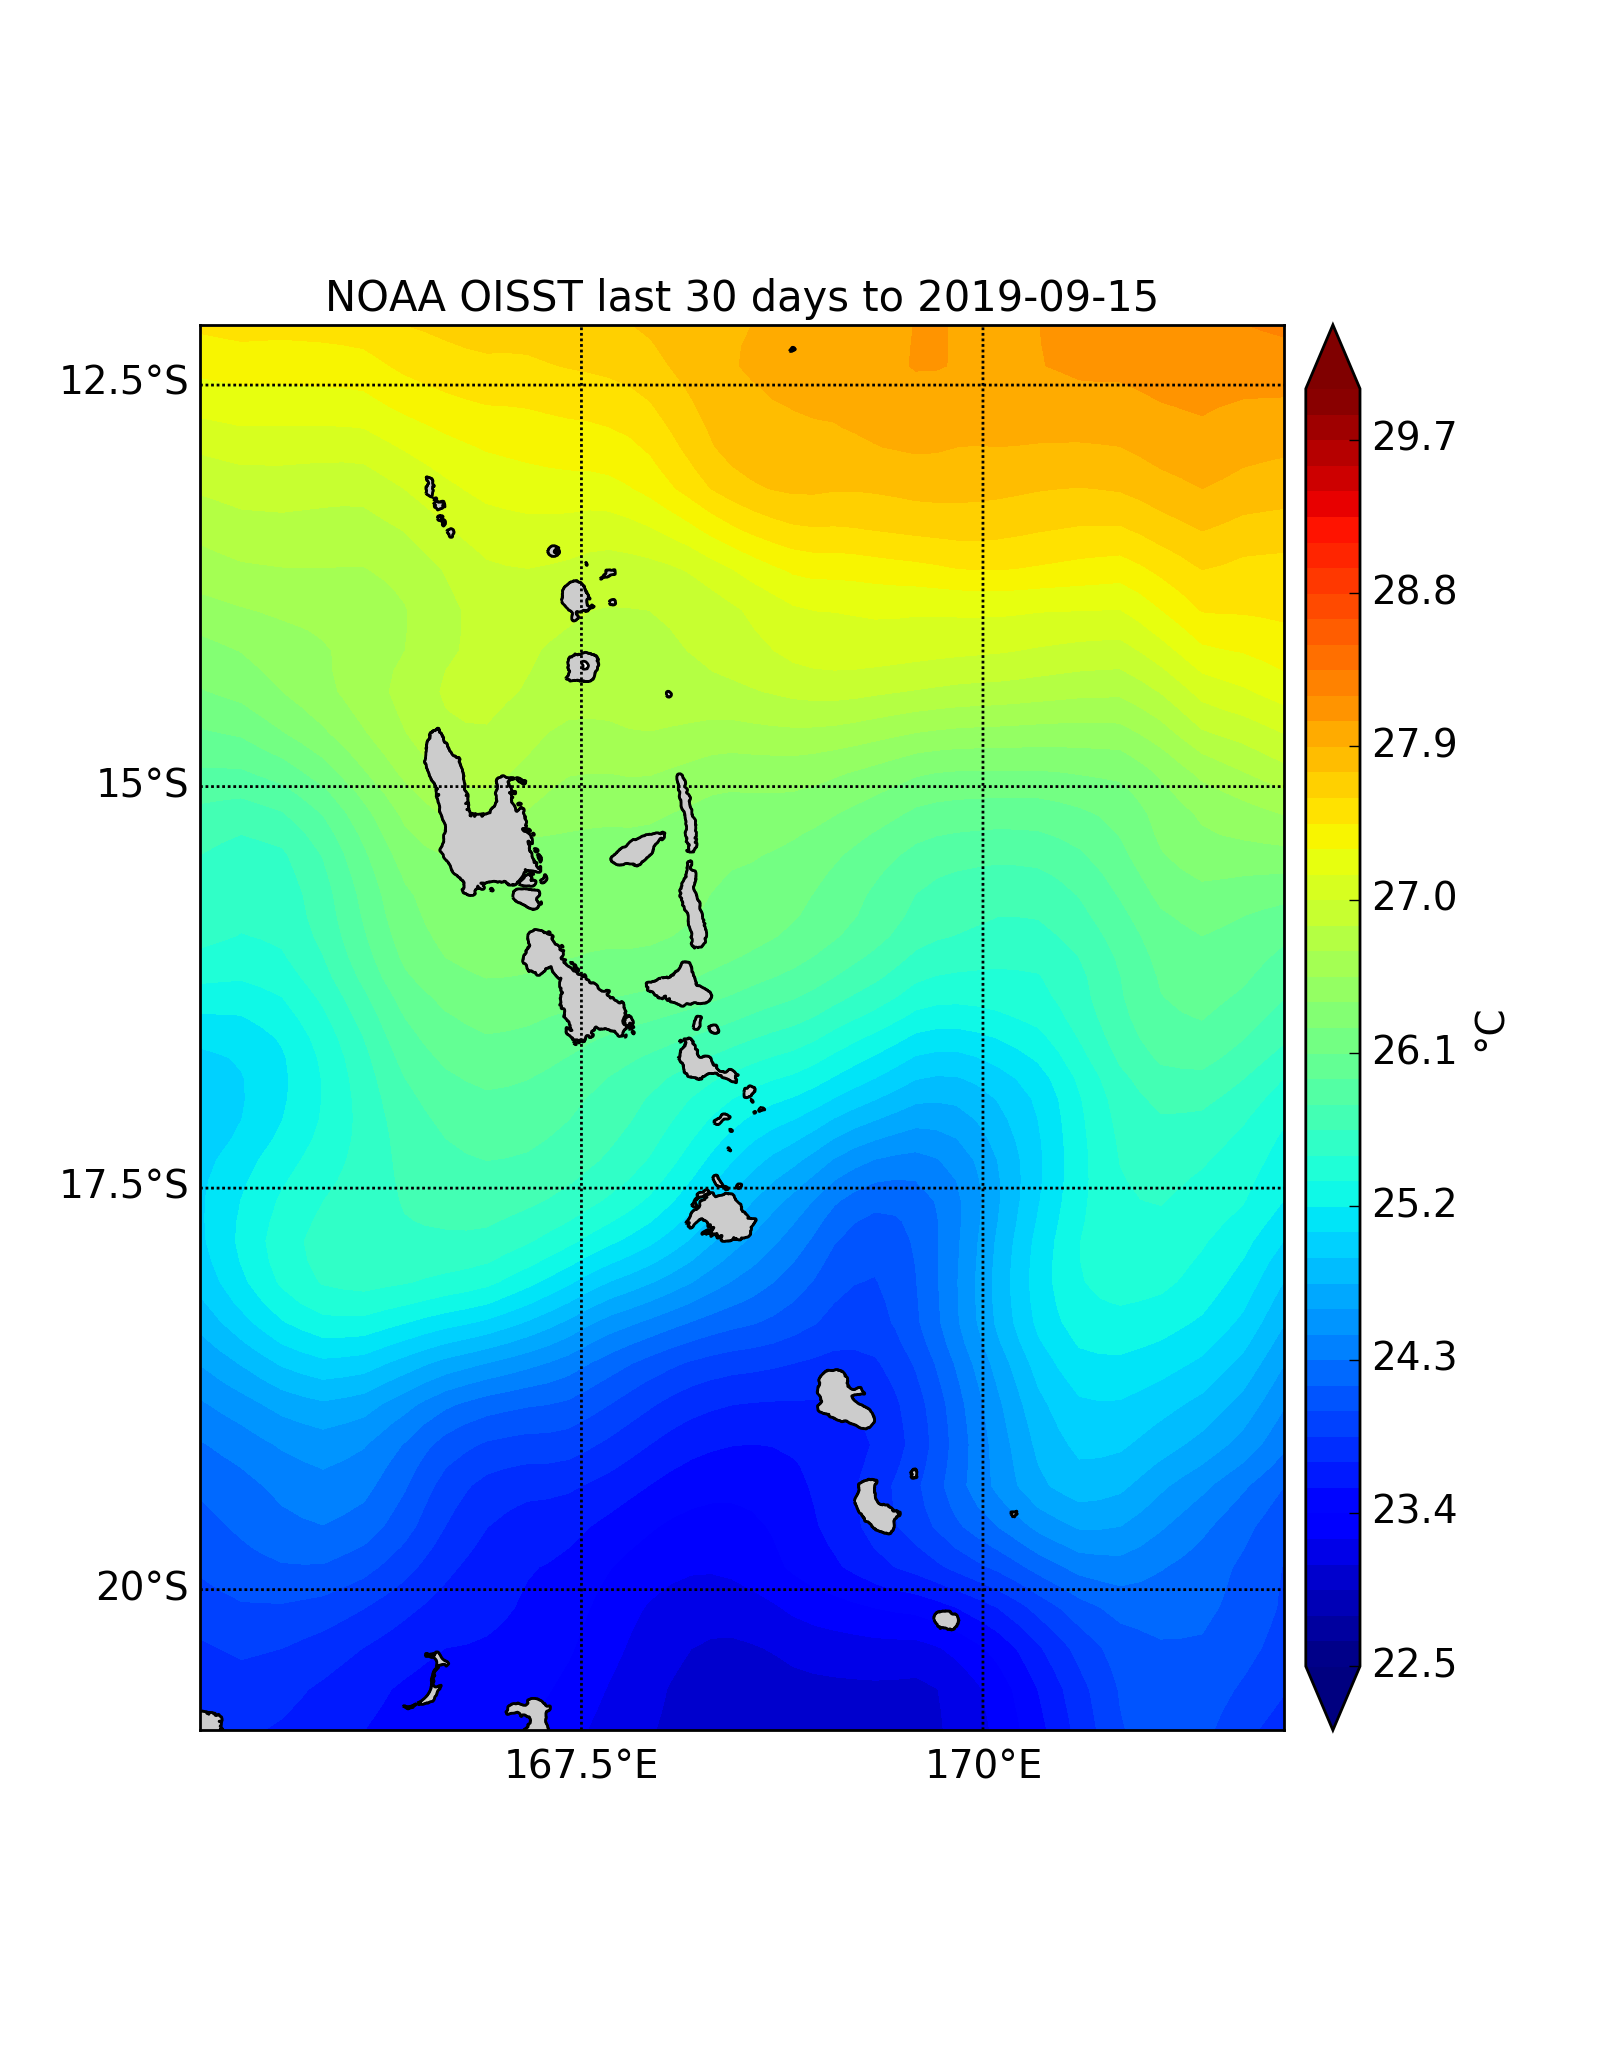 NOAA OISST last 30 days to 2019-09-15
12.5°S
15°S
17.5°S
20°S
167.5°E
170°E
29.7
28.8
27.9
27.0
26.1
25.2
24.3
23.4
22.5
°C